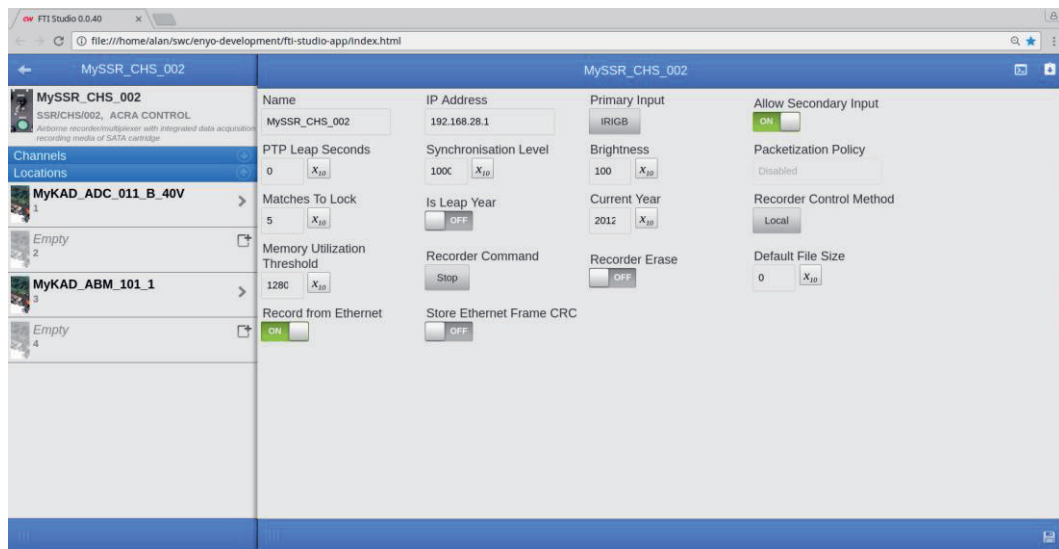 cw FTI Studio 0.0.40
file:///home/alan/swc/enyo-development/fti-studio-app/index.html
MySSR_CHS_002
MySSR_CHS_002
MySSR_CHS_002
SSR/CHS/002, ACRA CONTROL
Airborne recorder/multiplexer with integrated data acquisition
recording media of SATA cartridge
Channels
Locations
MyKAD_ADC_011_B_40V
1
Empty
2
MyKAD_ABM_101_1
3
Empty
4
Name
MySSR_CHS_002
IP Address
192.168.28.1
Primary Input
IRIGB
Allow Secondary Input
ON
PTP Leap Seconds
0 X10
Synchronisation Level
100C X10
Brightness
100 X10
Packetization Policy
Disabled
Matches To Lock
5 X10
Is Leap Year
OFF
Current Year
2012 X10
Recorder Control Method
Local
Memory Utilization
Threshold
128C X10
Recorder Command
Stop
Recorder Erase
OFF
Default File Size
0 X10
Record from Ethernet
ON
Store Ethernet Frame CRC
OFF